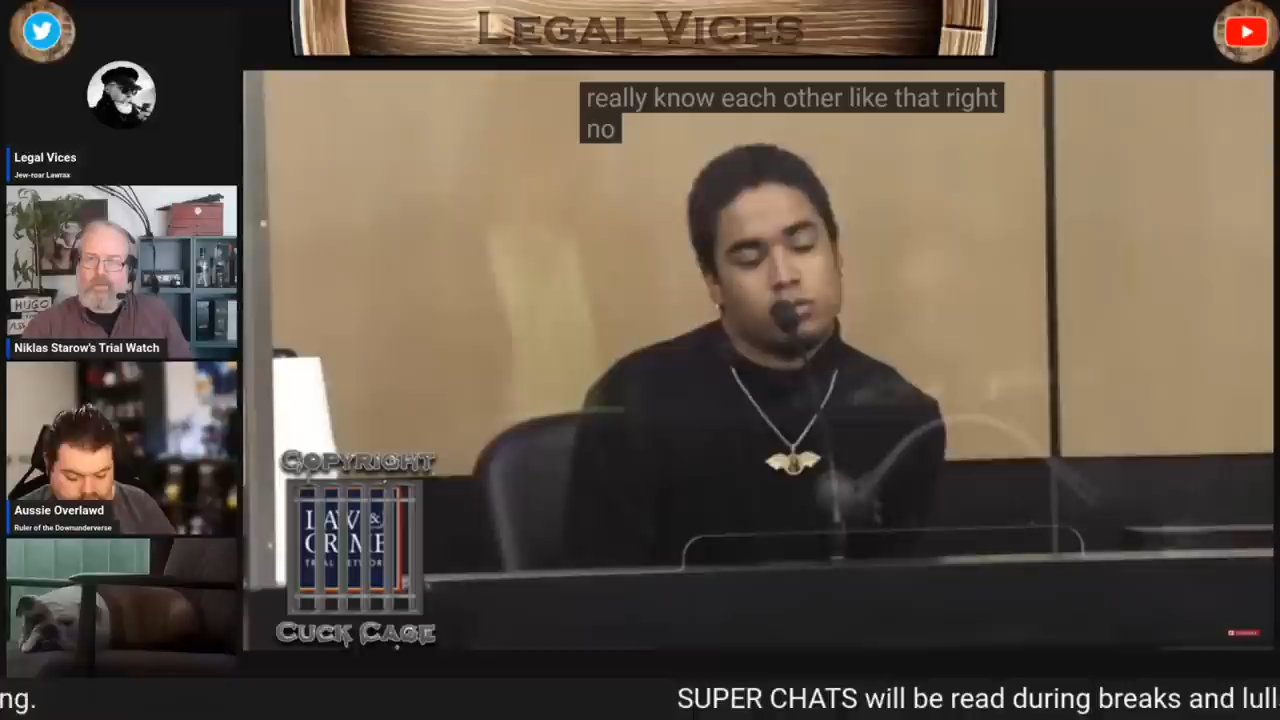 LEGAL VICES
really know each other like that right
no
Legal Vices
Jew-roar Lawrax
HUGO
Niklas Starow's Trial Watch
Aussie Overlawd
Ruler of the Downunderverse
COPYRIGHT
LAW &
CRIME
CUCK CAGE
ng.
SUPER CHATS will be read during breaks and lull